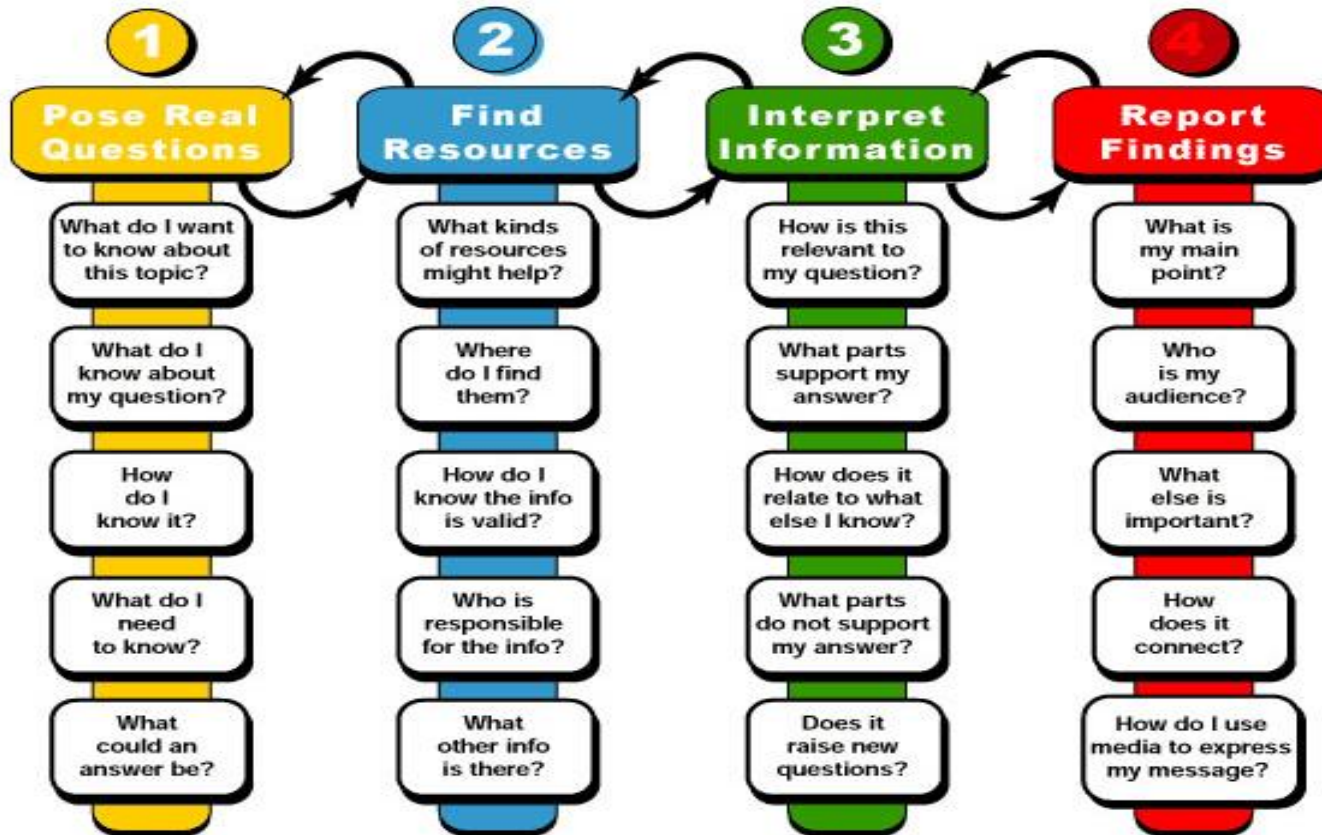 1
Pose Real
Questions
What do I want
to know about
this topic?
What do I
know about
my question?
How
do I
know it?
What do I
need
to know?
What
could an
answer be?
2
Find
Resources
What kinds
of resources
might help?
Where
do I find
them?
How do I
know the info
is valid?
Who is
responsible
for the info?
What
other info
is there?
3
Interpret
Information
How is this
relevant to
my question?
What parts
support my
answer?
How does it
relate to what
else I know?
What parts
do not support
my answer?
Does it
raise new
questions?
4
Report
Findings
What is
my main
point?
Who
is my
audience?
What
else is
important?
How
does it
connect?
How do I use
media to express
my message?